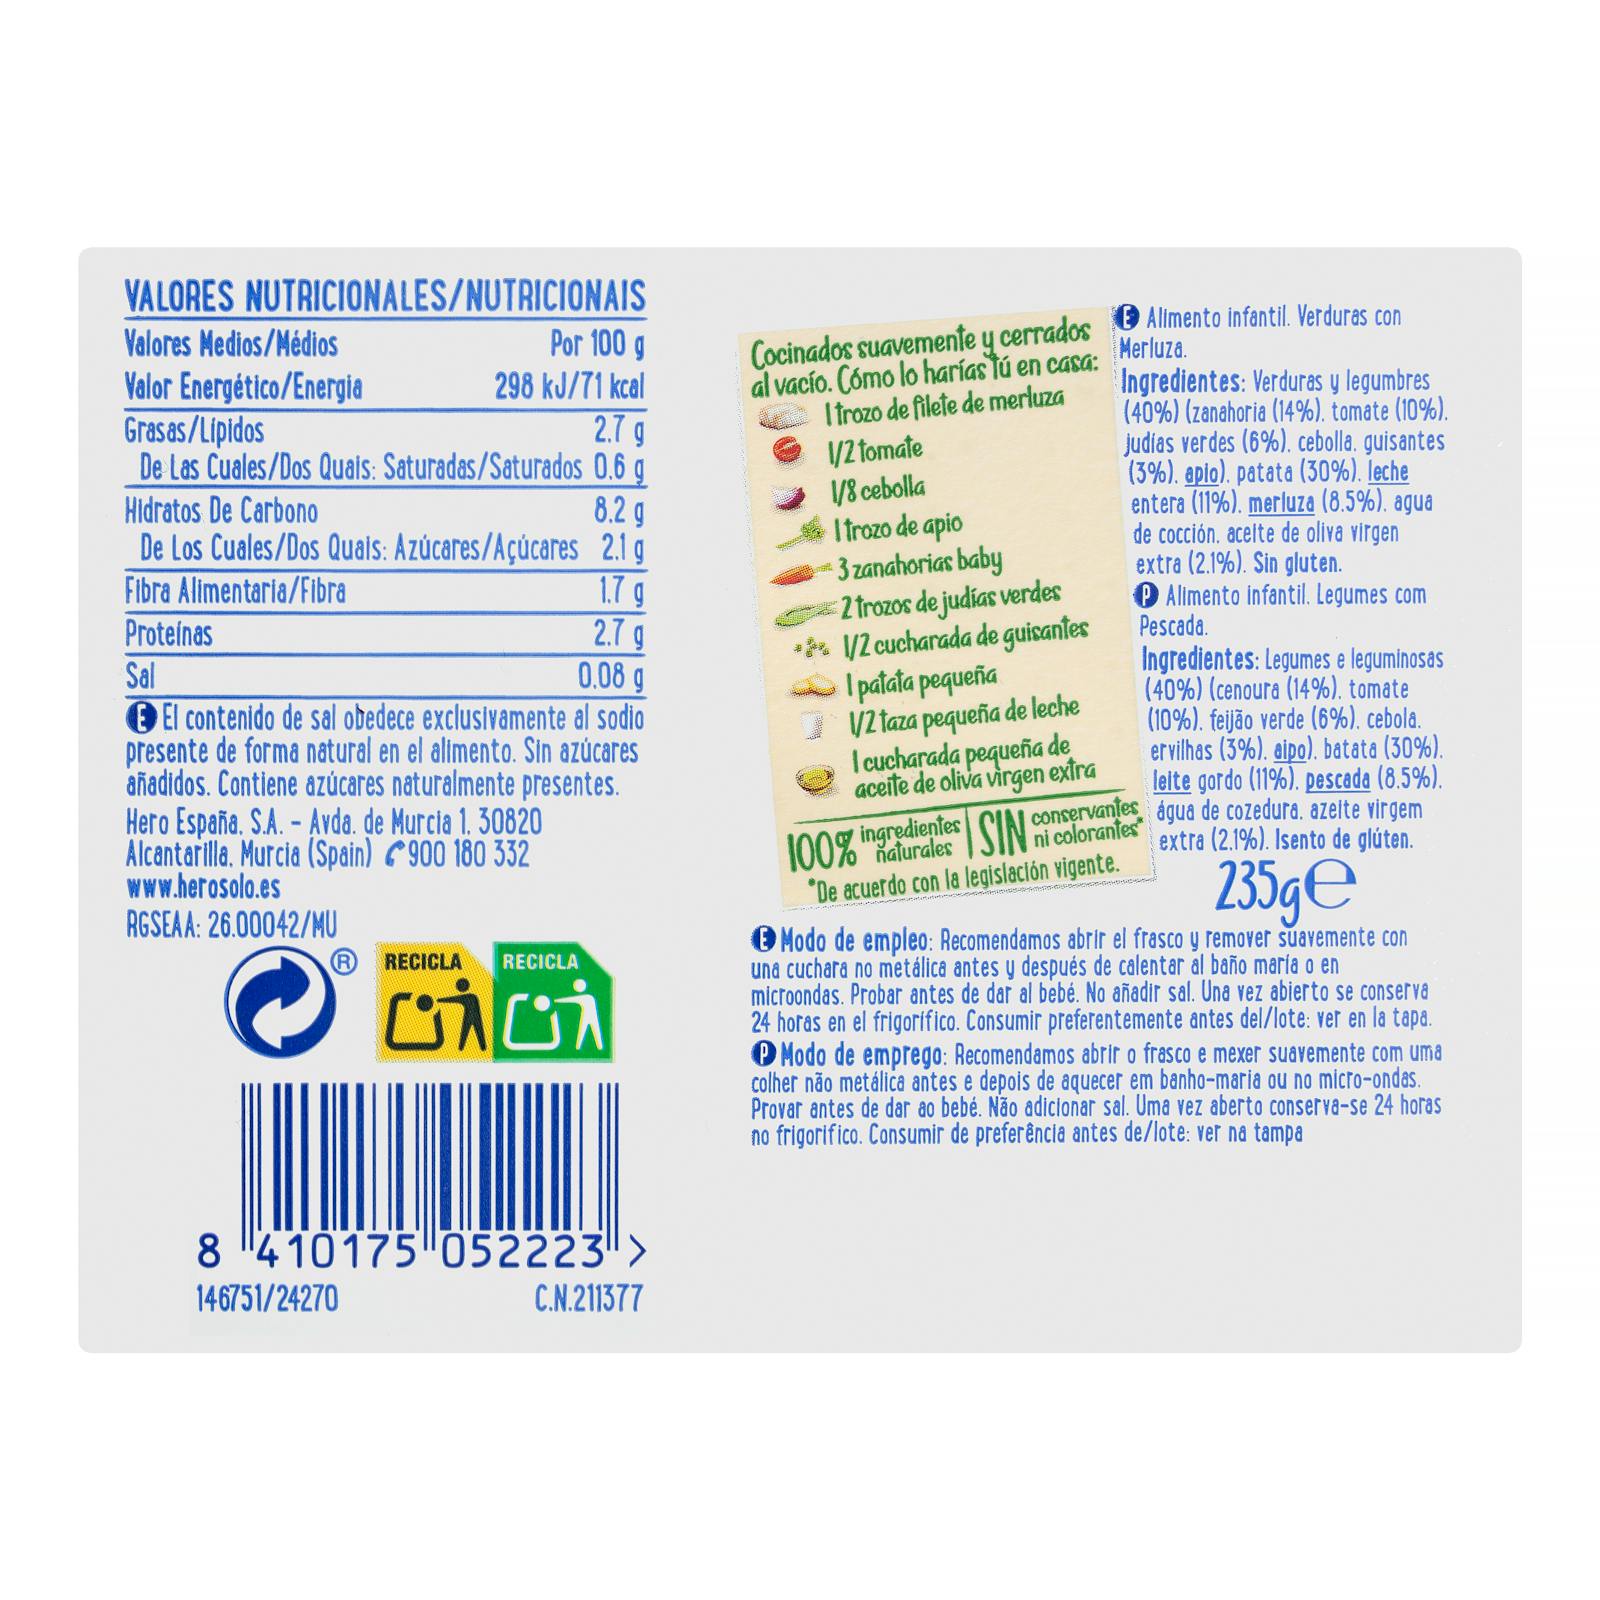 VALORES NUTRICIONALES/NUTRICIONAIS
Valores Medios/Médios Por 100 g
Valor Energético/Energia 298 kJ/71 kcal
Grasas/Lípidos 2.7 g
De Las Cuales/Dos Quais: Saturadas/Saturados 0.6 g
Hidratos De Carbono 8.2 g
De Los Cuales/Dos Quais: Azúcares/Açúcares 2.1 g
Fibra Alimentaria/Fibra 1.7 g
Proteínas 2.7 g
Sal 0.08 g
E El contenido de sal obedece exclusivamente al sodio
presente de forma natural en el alimento. Sin azúcares
añadidos. Contiene azúcares naturalmente presentes.
Hero España, S.A. - Avda. de Murcia 1. 30820
Alcantarilla. Murcia (Spain) 900 180 332
www.herosolo.es
RGSEAA: 26.00042/MU
®
RECICLA
RECICLA
8 410175 052223 >
146751/24270 C.N.211377
Cocinados suavemente y cerrados
al vacío. Cómo lo harías Tú en casa:
1 trozo de filete de merluza
1/2 tomate
1/8 cebolla
1 trozo de apio
3 zanahorias baby
2 trozos de judías verdes
1/2 cucharada de guisantes
1 patata pequeña
1/2 taza pequeña de leche
1 cucharada pequeña de
aceite de oliva virgen extra
100% ingredientes naturales
SIN conservantes ni colorantes*
*De acuerdo con la legislación vigente.
E Alimento infantil. Verduras con
Merluza.
Ingredientes: Verduras y legumbres
(40%) (zanahoria (14%). tomate (10%).
judías verdes (6%). cebolla. guisantes
(3%). apio). patata (30%). leche
entera (11%). merluza (8.5%). agua
de cocción. aceite de oliva virgen
extra (2.1%). Sin gluten.
P Alimento infantil. Legumes com
Pescada.
Ingredientes: Legumes e leguminosas
(40%) (cenoura (14%). tomate
(10%). feijão verde (6%). cebola.
ervilhas (3%). aipo). batata (30%).
leite gordo (11%). pescada (8.5%).
água de cozedura. azeite virgem
extra (2.1%). Isento de glúten.
235g e
E Modo de empleo: Recomendamos abrir el frasco y remover suavemente con
una cuchara no metálica antes y después de calentar al baño maría o en
microondas. Probar antes de dar al bebé. No añadir sal. Una vez abierto se conserva
24 horas en el frigorífico. Consumir preferentemente antes del/lote: ver en la tapa.
P Modo de emprego: Recomendamos abrir o frasco e mexer suavemente com uma
colher não metálica antes e depois de aquecer em banho-maria ou no micro-ondas.
Provar antes de dar ao bebé. Não adicionar sal. Uma vez aberto conserva-se 24 horas
no frigorífico. Consumir de preferência antes de/lote: ver na tampa